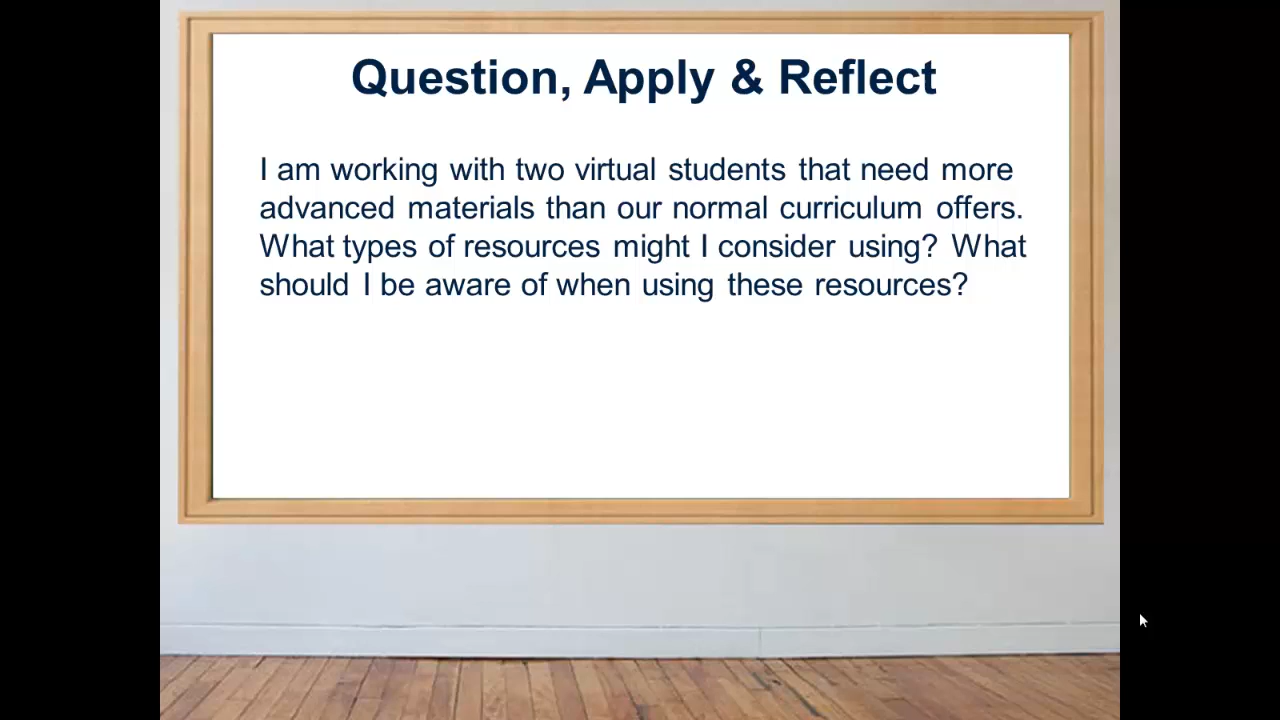 Question, Apply & Reflect
I am working with two virtual students that need more
advanced materials than our normal curriculum offers.
What types of resources might I consider using? What
should I be aware of when using these resources?